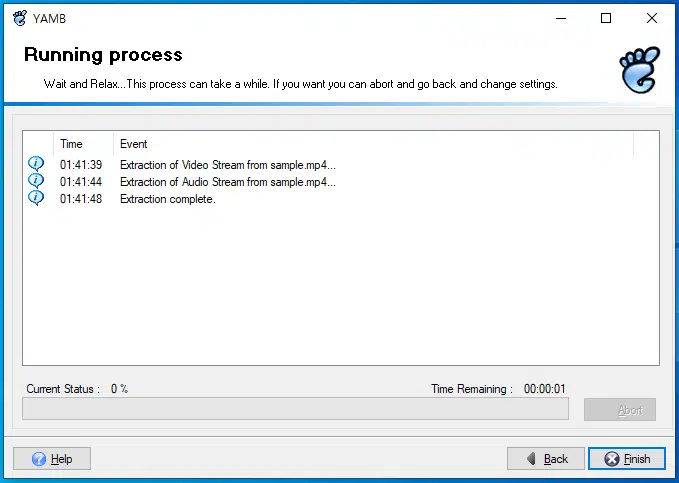 YAMB
Running process
Wait and Relax...This process can take a while. If you want you can abort and go back and change settings.
Time Event
01:41:39 Extraction of Video Stream from sample.mp4...
01:41:44 Extraction of Audio Stream from sample.mp4...
01:41:48 Extraction complete.
Current Status : 0 % Time Remaining : 00:00:01
Abort
Help Back Finish